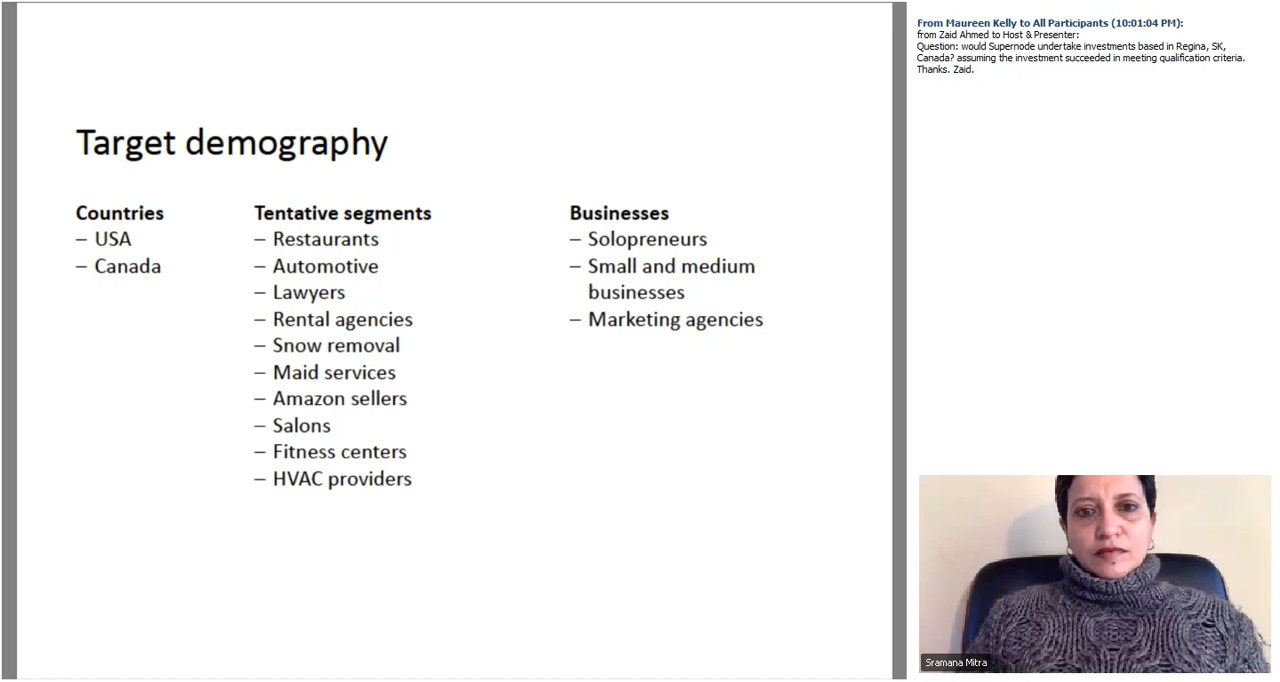 Target demography
Countries
– USA
– Canada
Tentative segments
– Restaurants
– Automotive
– Lawyers
– Rental agencies
– Snow removal
– Maid services
– Amazon sellers
– Salons
– Fitness centers
– HVAC providers
Businesses
– Solopreneurs
– Small and medium
businesses
– Marketing agencies
From Maureen Kelly to All Participants (10:01:04 PM):
from Zaid Ahmed to Host & Presenter:
Question: would Supernode undertake investments based in Regina, SK,
Canada? assuming the investment succeeded in meeting qualification criteria.
Thanks. Zaid.
Sramana Mitra